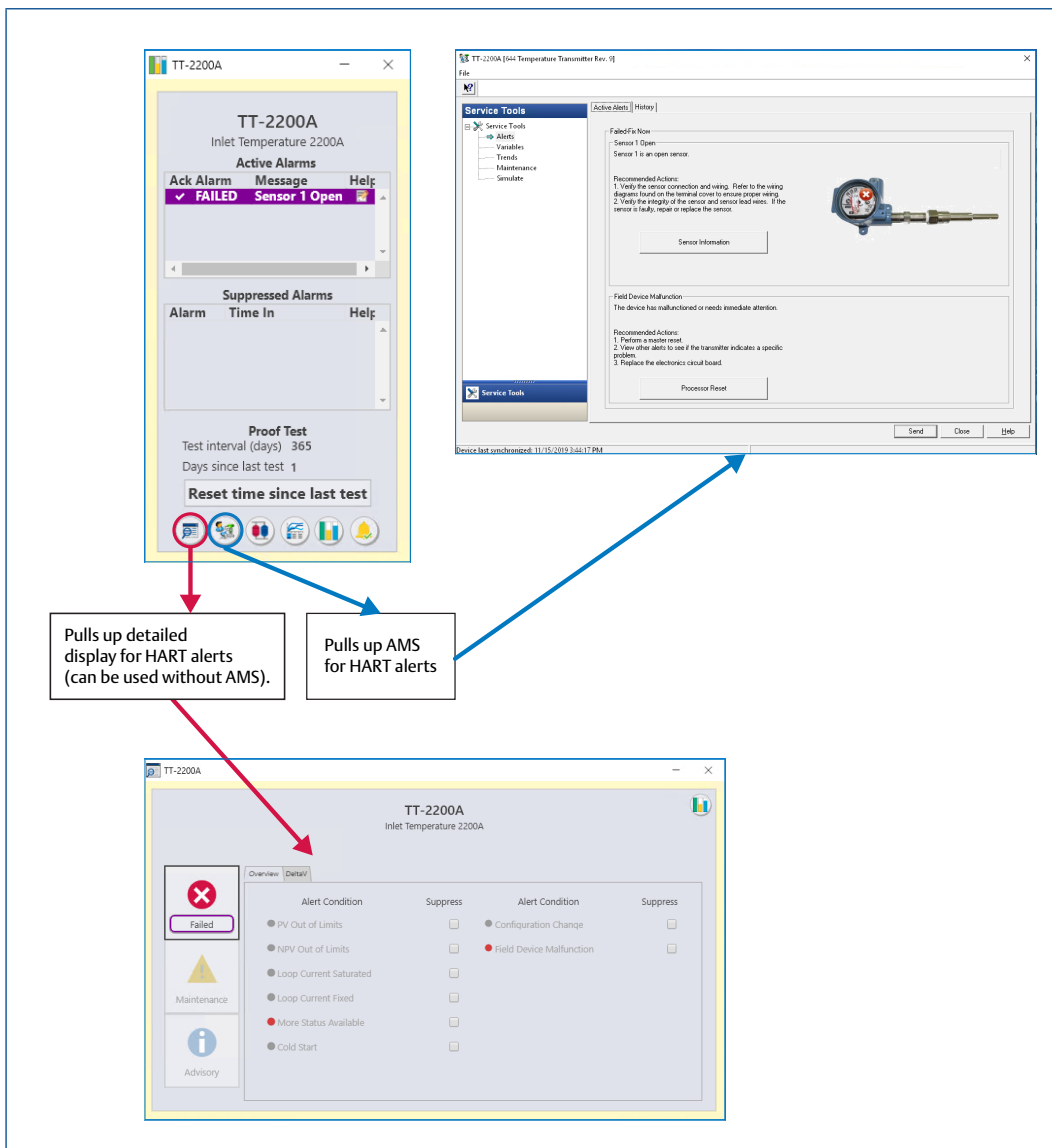 TT-2200A
TT-2200A
Inlet Temperature 2200A
Active Alarms
Ack Alarm Message Help
FAILED Sensor 1 Open
Suppressed Alarms
Alarm Time In Help
Proof Test
Test interval (days) 365
Days since last test 1
Reset time since last test
TT-2200A [644 Temperature Transmitter Rev. 9]
File
Service Tools
Service Tools
Alerts
Variables
Trends
Maintenance
Simulate
Service Tools
Active Alerts History
Failed-Fix Now
Sensor 1 Open
Sensor 1 is an open sensor.
Recommended Actions:
1. Verify the sensor connection and wiring. Refer to the wiring
diagrams found on the terminal cover to ensure proper wiring.
2. Verify the integrity of the sensor and sensor lead wires. If the
sensor is faulty, repair or replace the sensor.
Sensor Information
Field Device Malfunction
The device has malfunctioned or needs immediate attention.
Recommended Actions:
1. Perform a master reset.
2. View other alerts to see if the transmitter indicates a specific
problem.
3. Replace the electronics circuit board.
Processor Reset
Send Close Help
Device last synchronized: 11/15/2019 3:44:17 PM
Pulls up detailed
display for HART alerts
(can be used without AMS).
Pulls up AMS
for HART alerts
TT-2200A
TT-2200A
Inlet Temperature 2200A
Failed
Maintenance
Advisory
Overview DeltaV
Alert Condition Suppress Alert Condition Suppress
PV Out of Limits Configuration Change
NPV Out of Limits Field Device Malfunction
Loop Current Saturated
Loop Current Fixed
More Status Available
Cold Start